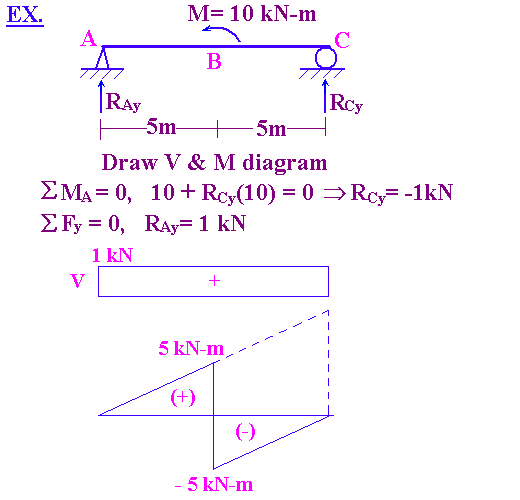 EX.
M= 10 kN-m
A
C
B
RAy
RCy
5m
5m
Draw V & M diagram
ΣMA = 0, 10 + RCy(10) = 0 ⇒ RCy= -1kN
ΣFy = 0, RAy= 1 kN
1 kN
V
+
5 kN-m
(+)
(-)
- 5 kN-m